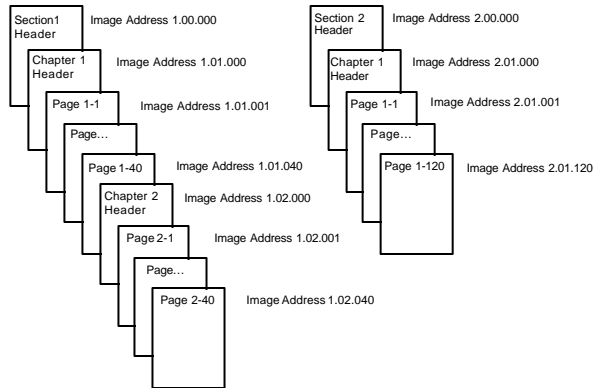 Section1
Header
Image Address 1.00.000
Chapter 1
Header
Image Address 1.01.000
Page 1-1
Image Address 1.01.001
Page...
Page 1-40
Image Address 1.01.040
Chapter 2
Header
Image Address 1.02.000
Page 2-1
Image Address 1.02.001
Page...
Page 2-40
Image Address 1.02.040
Section 2
Header
Image Address 2.00.000
Chapter 1
Header
Image Address 2.01.000
Page 1-1
Image Address 2.01.001
Page...
Page 1-120
Image Address 2.01.120